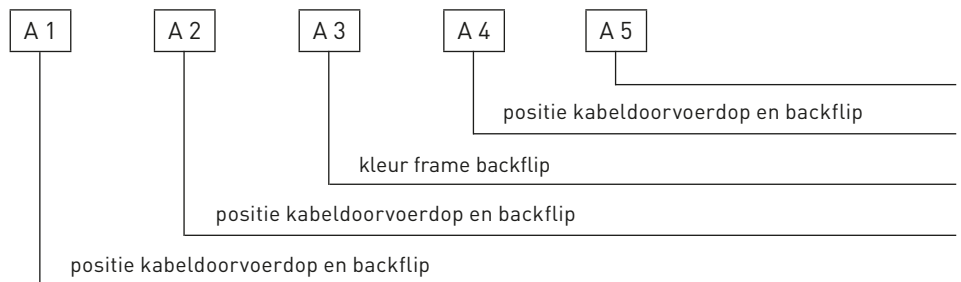 A 1 A 2 A 3 A 4 A 5
positie kabeldoorvoerdop en backflip
kleur frame backflip
positie kabeldoorvoerdop en backflip
positie kabeldoorvoerdop en backflip